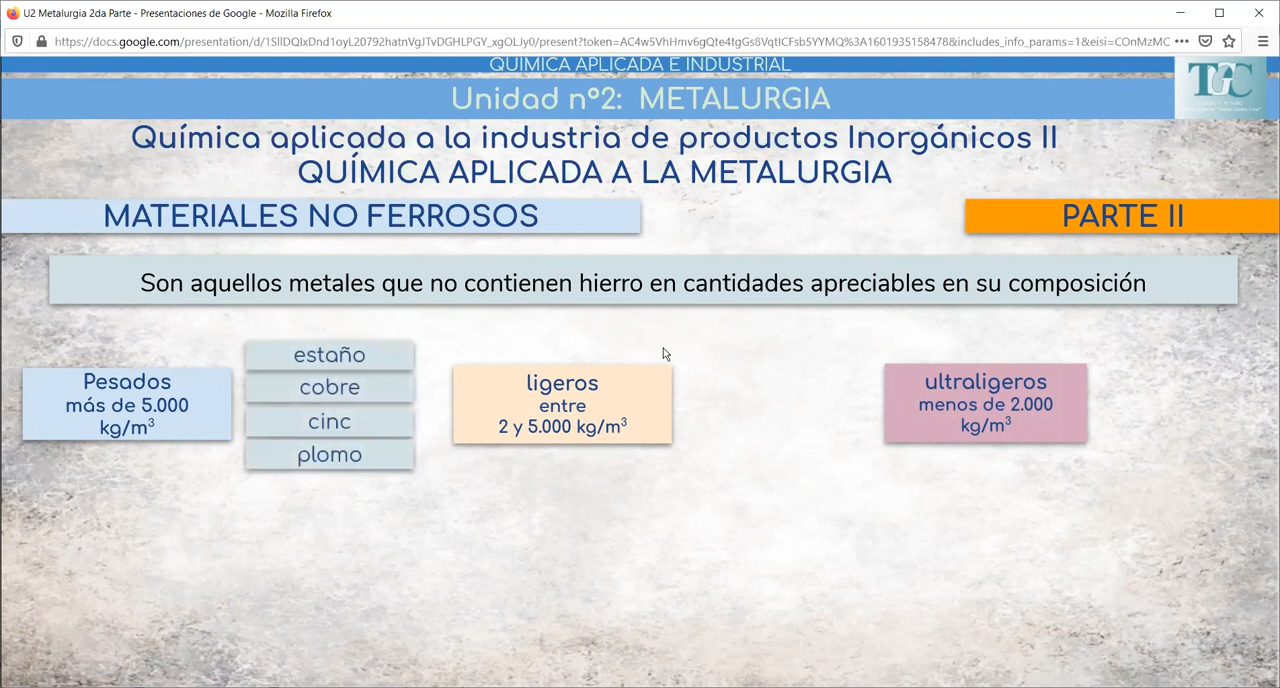 U2 Metalurgia 2da Parte - Presentaciones de Google - Mozilla Firefox
https://docs.google.com/presentation/d/1SllDQIxDnd1oyL20792hatnVgJTvDGHLPGY_xgOLJy0/present?token=AC4w5VhHmv6gQte4tgGs8VqtICFsb5YYMQ%3A1601935158478&includes_info_params=1&eisi=COnMzMC
QUÍMICA APLICADA E INDUSTRIAL
TGC
Unidad nº2: METALURGIA
Química aplicada a la industria de productos Inorgánicos II
QUÍMICA APLICADA A LA METALURGIA
MATERIALES NO FERROSOS
PARTE II
Son aquellos metales que no contienen hierro en cantidades apreciables en su composición
Pesados
más de 5.000
kg/m³
estaño
cobre
cinc
plomo
ligeros
entre
2 y 5.000 kg/m³
ultraligeros
menos de 2.000
kg/m³